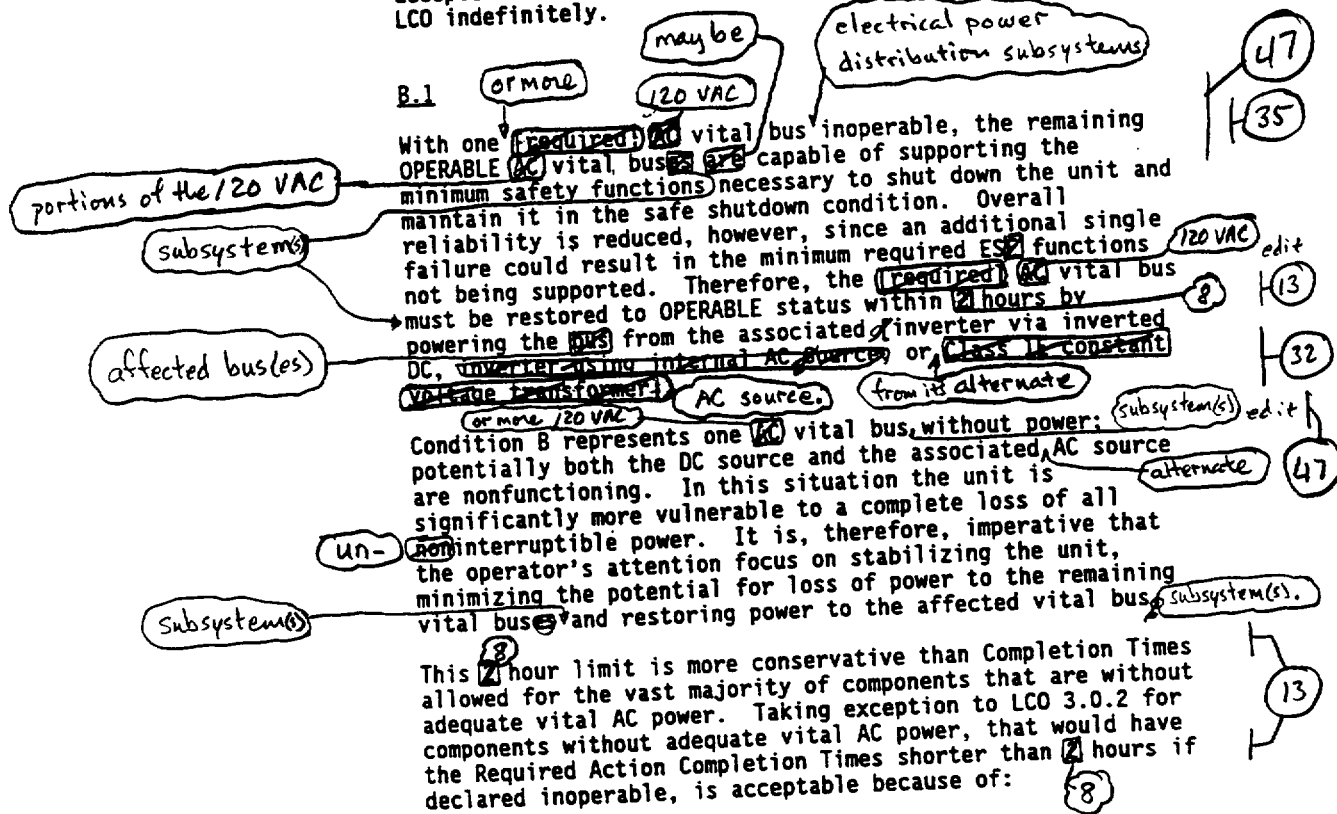 LCO indefinitely.
may be
electrical power
distribution subsystems
47
B.1
or more
120 VAC
35
With one [required] AC vital bus inoperable, the remaining
OPERABLE AC vital buses are capable of supporting the
portions of the 120 VAC
minimum safety functions necessary to shut down the unit and
maintain it in the safe shutdown condition. Overall
subsystem(s)
reliability is reduced, however, since an additional single
failure could result in the minimum required ESF functions
120 VAC
edit
not being supported. Therefore, the [required] AC vital bus
13
must be restored to OPERABLE status within 2 hours by
8
powering the bus from the associated inverter via inverted
affected bus(es)
DC, inverter using internal AC source, or Class 1E constant
32
voltage transformer.
AC source.
from its alternate
or more 120 VAC
subsystem(s)
edit
Condition B represents one AC vital bus without power;
potentially both the DC source and the associated AC source
alternate
47
are nonfunctioning. In this situation the unit is
significantly more vulnerable to a complete loss of all
un-
noninterruptible power. It is, therefore, imperative that
the operator's attention focus on stabilizing the unit,
minimizing the potential for loss of power to the remaining
Subsystem(s)
vital buses and restoring power to the affected vital bus.
subsystem(s).
8
This 2 hour limit is more conservative than Completion Times
allowed for the vast majority of components that are without
13
adequate vital AC power. Taking exception to LCO 3.0.2 for
components without adequate vital AC power, that would have
the Required Action Completion Times shorter than 2 hours if
declared inoperable, is acceptable because of:
8